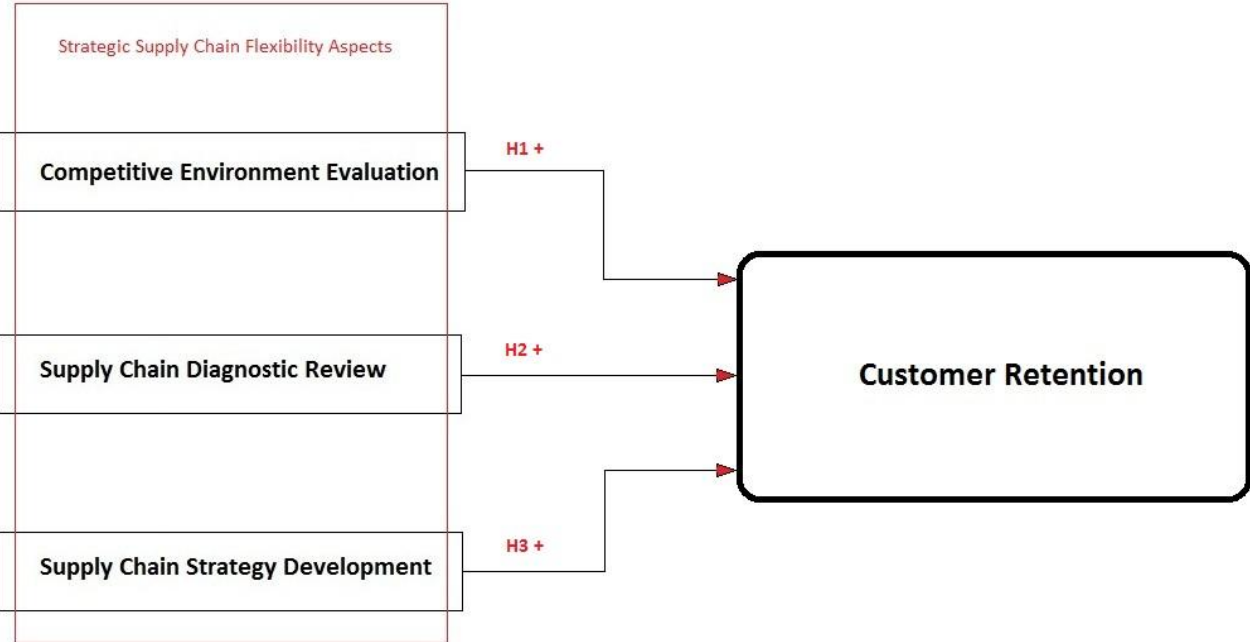 Strategic Supply Chain Flexibility Aspects
Competitive Environment Evaluation
H1 +
Supply Chain Diagnostic Review
H2 +
Customer Retention
Supply Chain Strategy Development
H3 +